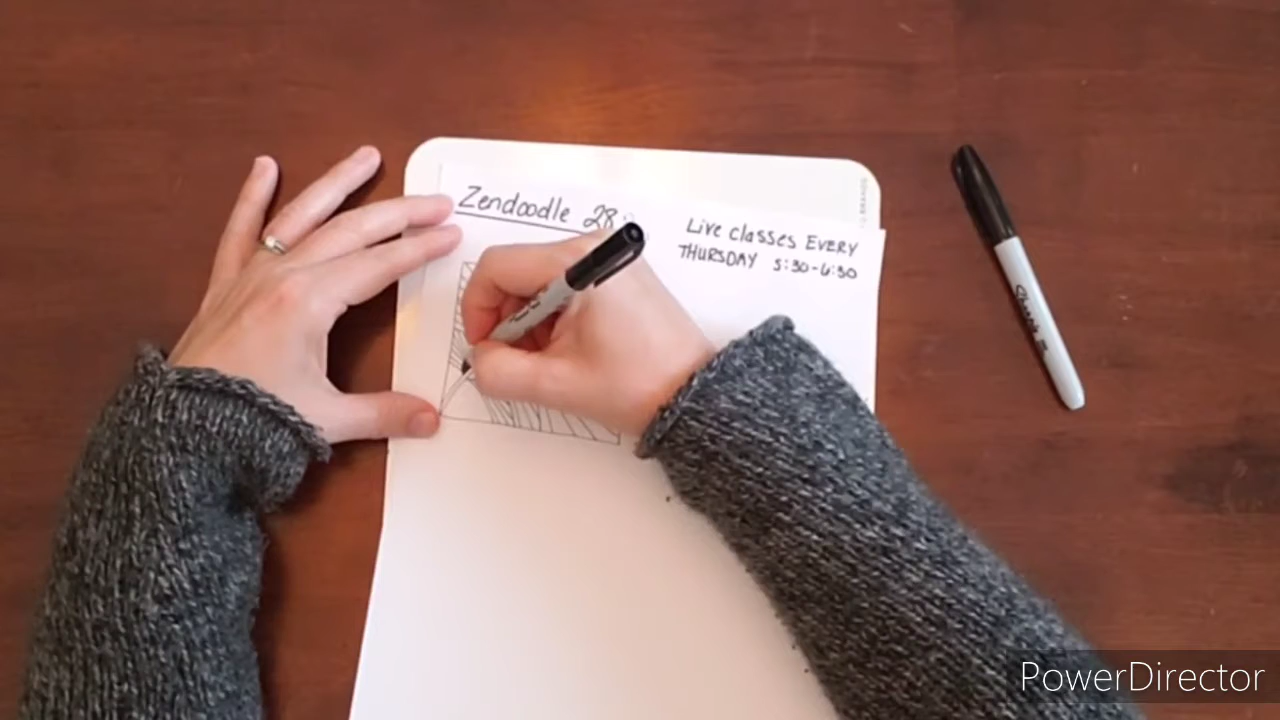 Zendoodle 28
Live classes EVERY
THURSDAY 5:30-6:30
Sharpie
PowerDirector